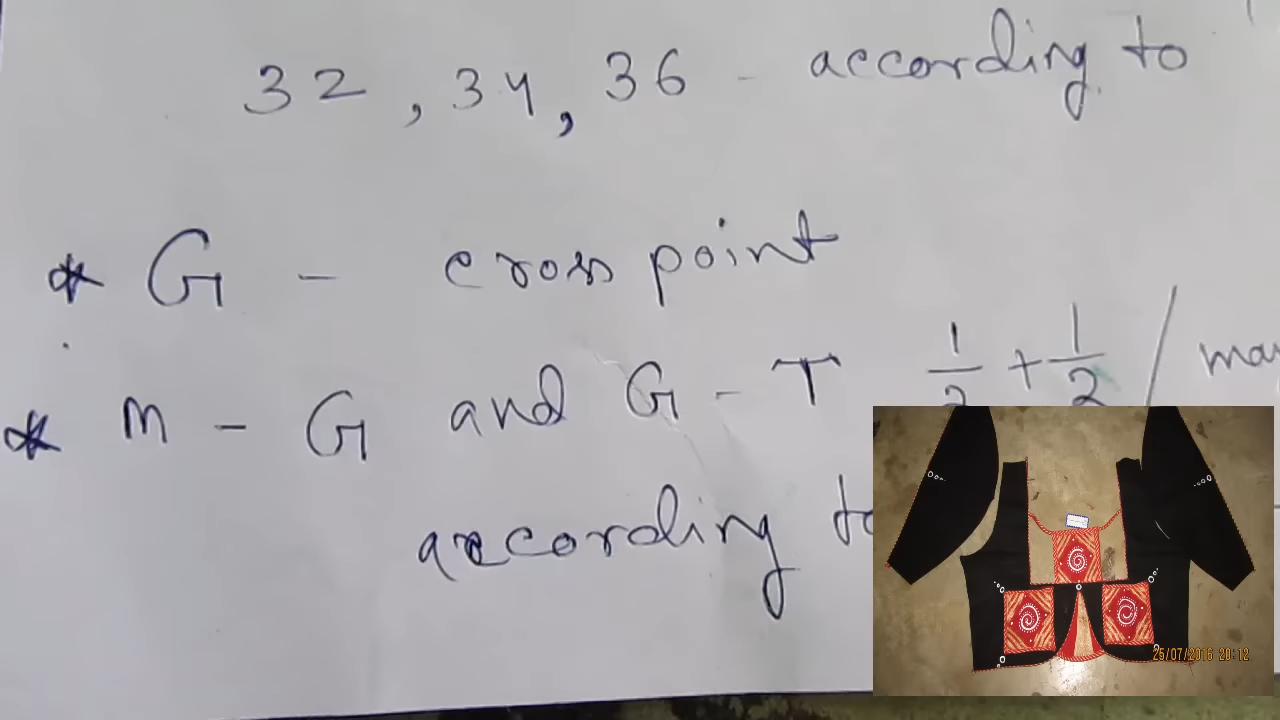 32, 34, 36 - according to
* G - cross point
* M - G and G - T 1/2 + 1/2 /
according
25/07/2016 20:12